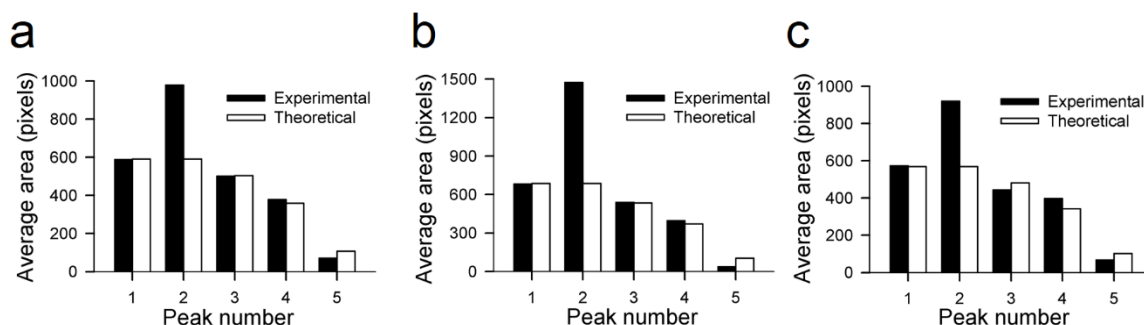 a
Average area (pixels)
1000
800
600
400
200
0
Experimental
Theoretical
1 2 3 4 5
Peak number
b
Average area (pixels)
1500
1200
900
600
300
0
Experimental
Theoretical
1 2 3 4 5
Peak number
c
Average area (pixels)
1000
800
600
400
200
0
Experimental
Theoretical
1 2 3 4 5
Peak number